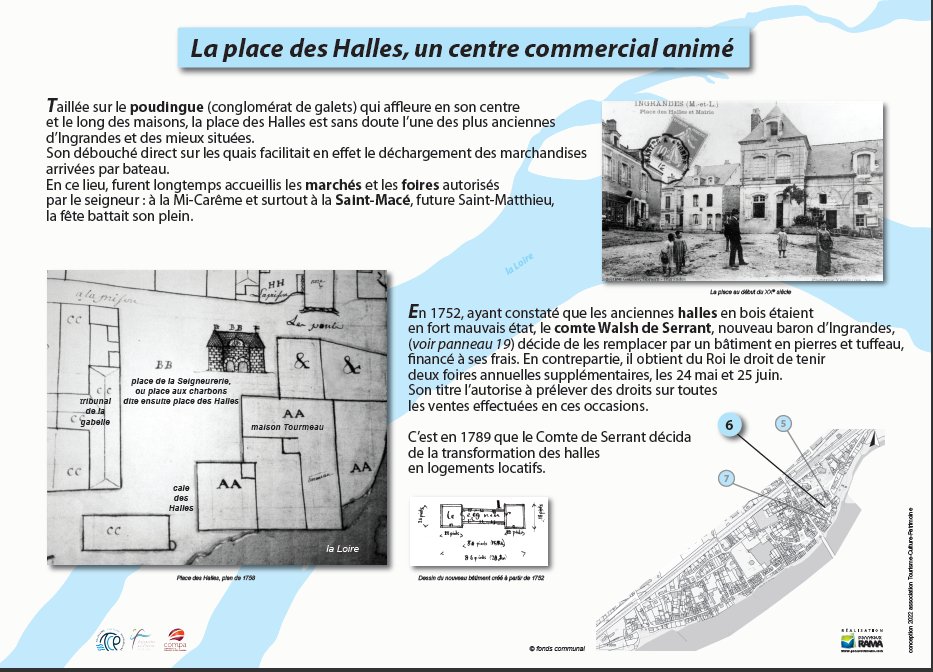 La place des Halles, un centre commercial animé
Taillée sur le poudingue (conglomérat de galets) qui affleure en son centre
et le long des maisons, la place des Halles est sans doute l'une des plus anciennes
d'Ingrandes et des mieux situées.
Son débouché direct sur les quais facilitait en effet le déchargement des marchandises
arrivées par bateau.
En ce lieu, furent longtemps accueillis les marchés et les foires autorisés
par le seigneur : à la Mi-Carême et surtout à la Saint-Macé, future Saint-Matthieu,
la fête battait son plein.
INGRANDES (M.-et-L.)
Place des Halles et Mairie
La place au début du XXe siècle
la Loire
a la prison
HH
CC
BB
BB
place de la Seigneurerie,
ou place aux charbons
dite ensuite place des Halles
CC
tribunal
de la
gabelle
CC
&
&
AA
maison Tourmeau
AA
AA
cale
des
Halles
CC
la Loire
Place des Halles, plan de 1758
En 1752, ayant constaté que les anciennes halles en bois étaient
en fort mauvais état, le comte Walsh de Serrant, nouveau baron d'Ingrandes,
(voir panneau 19) décide de les remplacer par un bâtiment en pierres et tuffeau,
financé à ses frais. En contrepartie, il obtient du Roi le droit de tenir
deux foires annuelles supplémentaires, les 24 mai et 25 juin.
Son titre l'autorise à prélever des droits sur toutes
les ventes effectuées en ces occasions.
C'est en 1789 que le Comte de Serrant décida
de la transformation des halles
en logements locatifs.
Dessin du nouveau bâtiment créé à partir de 1752
6
5
7
© fonds communal
compa
RÉALISATION
PANORAMA
conception 2022 association Tourisme-Culture-Patrimoine